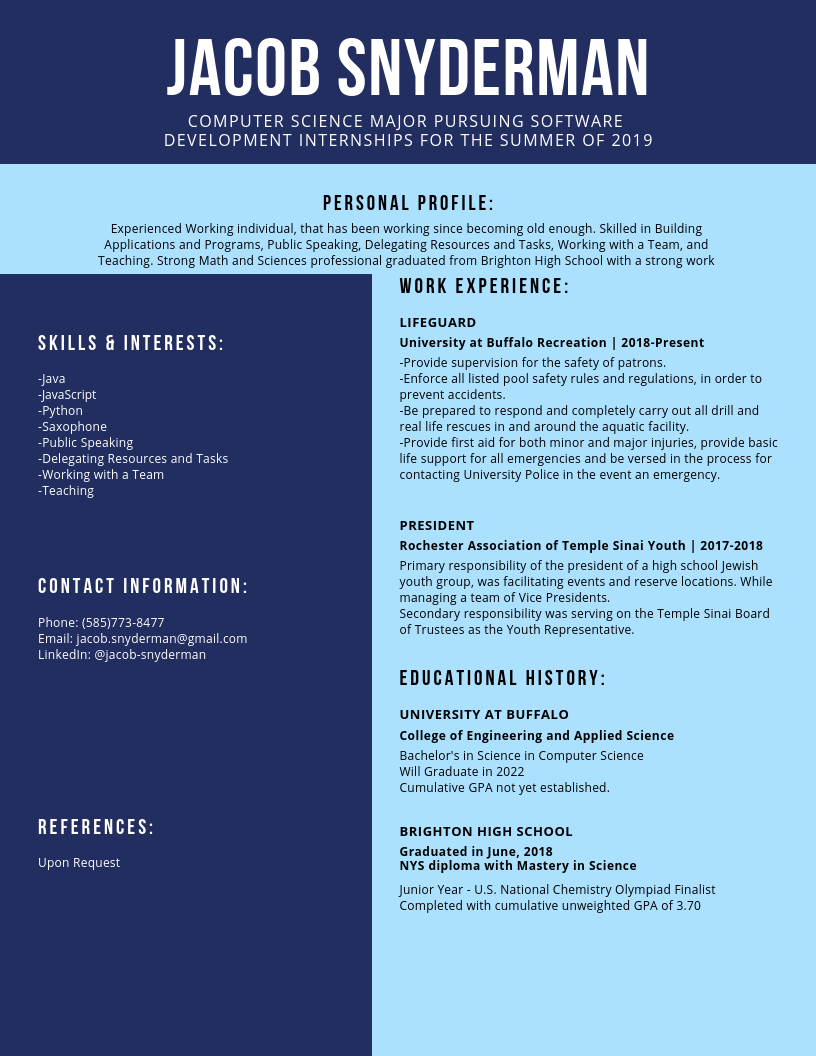 JACOB SNYDERMAN
COMPUTER SCIENCE MAJOR PURSUING SOFTWARE
DEVELOPMENT INTERNSHIPS FOR THE SUMMER OF 2019
PERSONAL PROFILE:
Experienced Working individual, that has been working since becoming old enough. Skilled in Building
Applications and Programs, Public Speaking, Delegating Resources and Tasks, Working with a Team, and
Teaching. Strong Math and Sciences professional graduated from Brighton High School with a strong work
SKILLS & INTERESTS:
-Java
-JavaScript
-Python
-Saxophone
-Public Speaking
-Delegating Resources and Tasks
-Working with a Team
-Teaching
CONTACT INFORMATION:
Phone: (585)773-8477
Email: jacob.snyderman@gmail.com
LinkedIn: @jacob-snyderman
REFERENCES:
Upon Request
WORK EXPERIENCE:
LIFEGUARD
University at Buffalo Recreation | 2018-Present
-Provide supervision for the safety of patrons.
-Enforce all listed pool safety rules and regulations, in order to
prevent accidents.
-Be prepared to respond and completely carry out all drill and
real life rescues in and around the aquatic facility.
-Provide first aid for both minor and major injuries, provide basic
life support for all emergencies and be versed in the process for
contacting University Police in the event an emergency.
PRESIDENT
Rochester Association of Temple Sinai Youth | 2017-2018
Primary responsibility of the president of a high school Jewish
youth group, was facilitating events and reserve locations. While
managing a team of Vice Presidents.
Secondary responsibility was serving on the Temple Sinai Board
of Trustees as the Youth Representative.
EDUCATIONAL HISTORY:
UNIVERSITY AT BUFFALO
College of Engineering and Applied Science
Bachelor's in Science in Computer Science
Will Graduate in 2022
Cumulative GPA not yet established.
BRIGHTON HIGH SCHOOL
Graduated in June, 2018
NYS diploma with Mastery in Science
Junior Year - U.S. National Chemistry Olympiad Finalist
Completed with cumulative unweighted GPA of 3.70